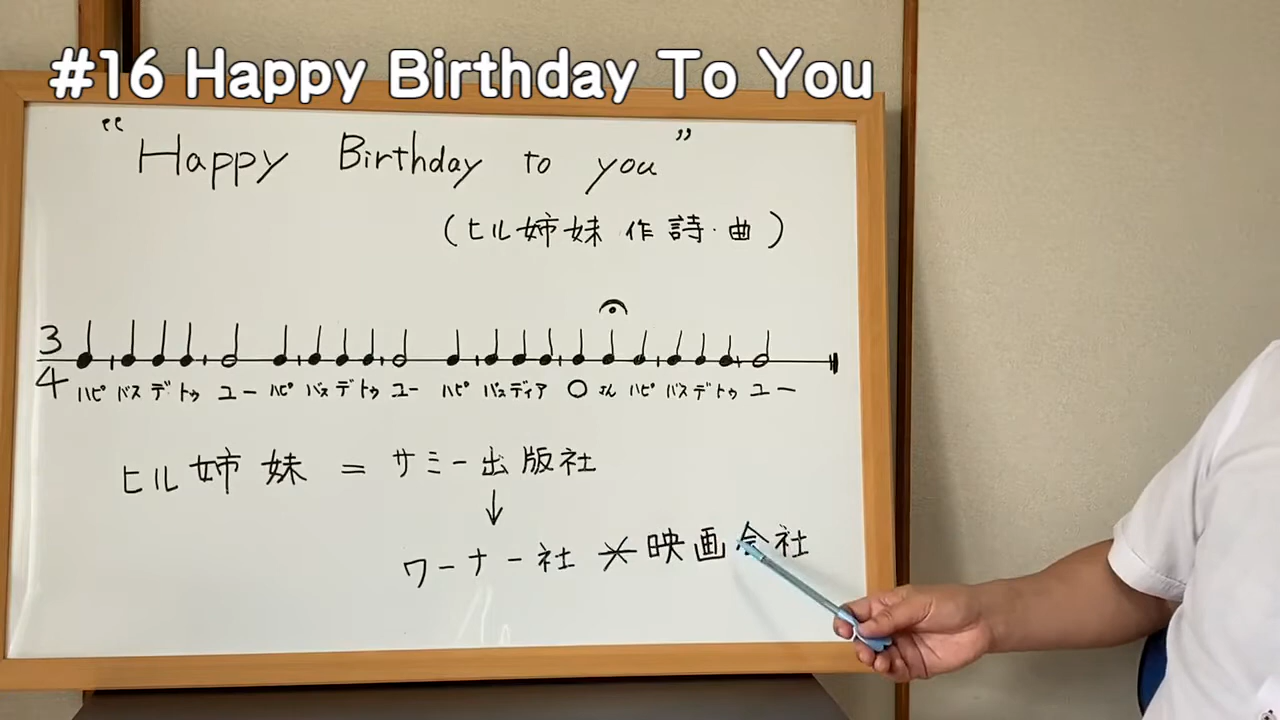 #16 Happy Birthday To You
“Happy Birthday to you”
(ヒル姉妹 作詩・曲)
3
4
ハピ バス デ トゥ ユー ハピ バス デ トゥ ユー ハピ バス ディア 〇 さん ハピ バス デ トゥ ユー
ヒル姉妹 = サミー出版社
↓
ワーナー社 ✳映画会社